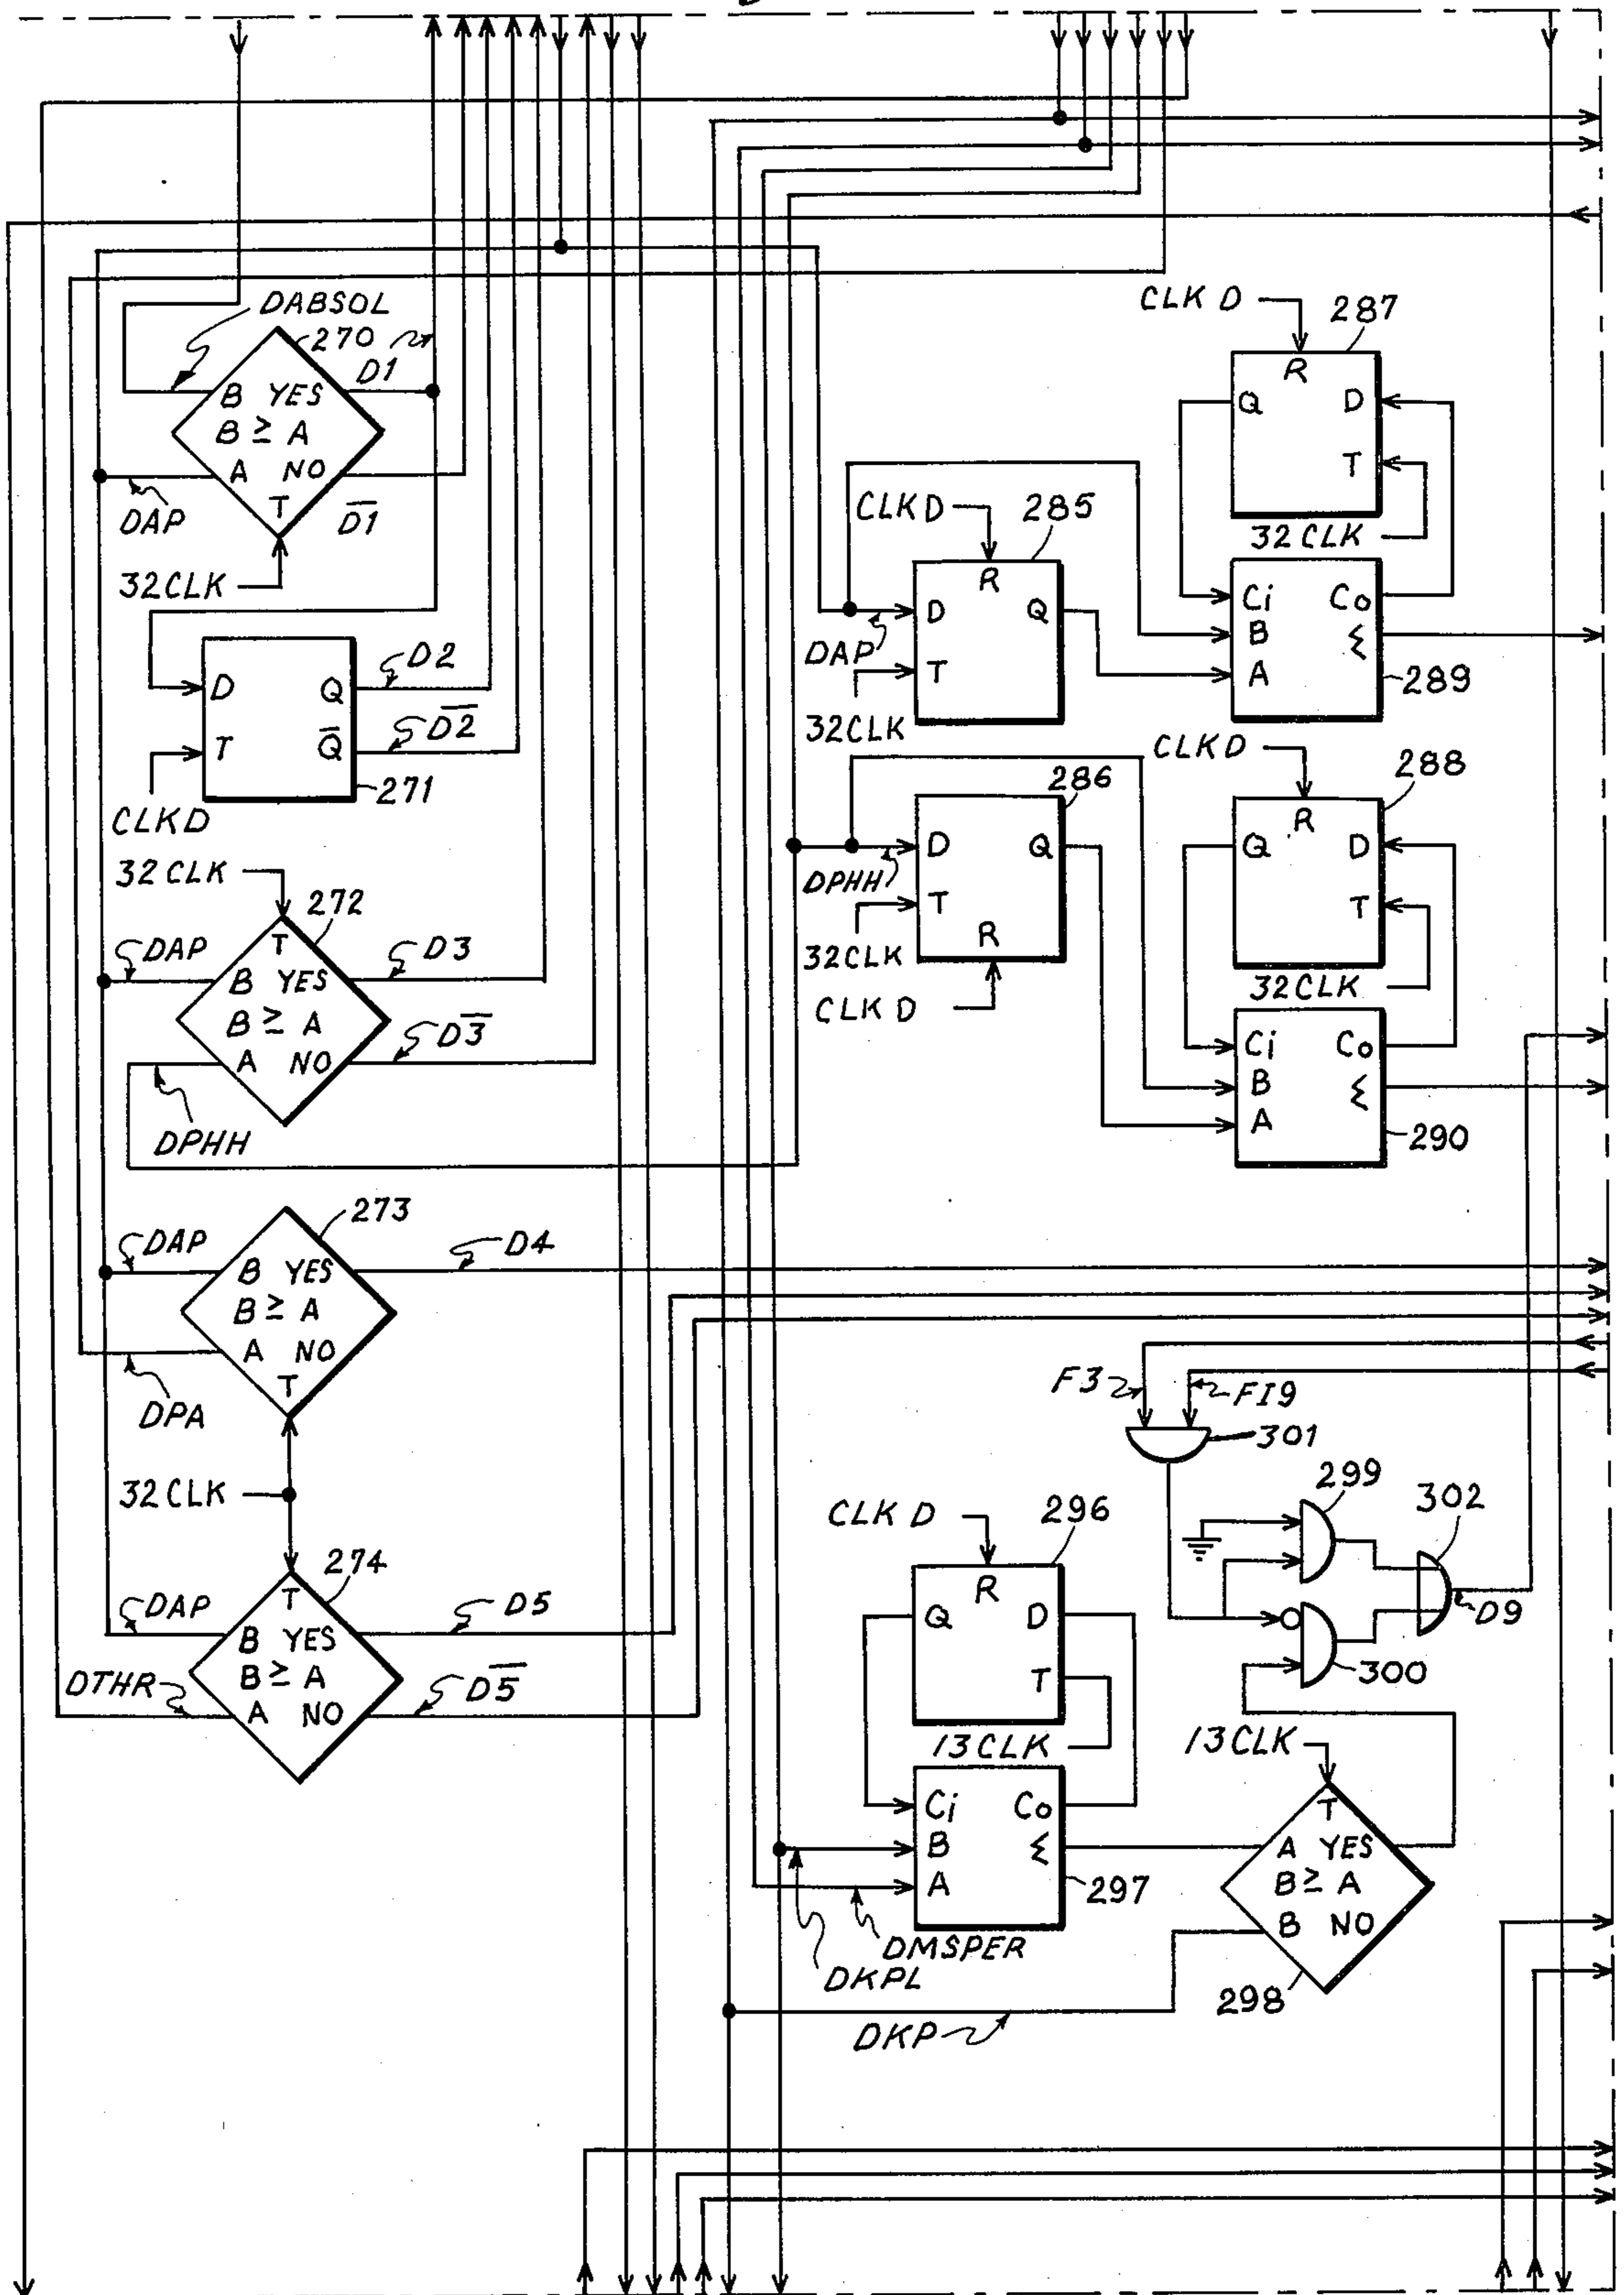 DABSOL
270
D1
B YES
B ≥ A
A NO
T
DAP
D̅1̅
32CLK
D Q
T Q̅
D2
D̅2̅
271
CLKD
32 CLK
272
T
DAP
B YES
B ≥ A
A NO
D3
D̅3̅
DPHH
273
DAP
B YES
B ≥ A
A NO
T
D4
DPA
32 CLK
274
T
DAP
B YES
B ≥ A
A NO
DTHR
D5
D̅5̅
CLK D
287
R
Q D
T
32 CLK
CLKD
285
R
D Q
T
DAP
32CLK
Ci Co
B Σ
A
289
CLKD
288
R
Q D
T
32CLK
286
D Q
T
R
DPHH
32CLK
CLK D
Ci Co
B Σ
A
290
F3
FI9
301
299
302
D9
300
CLK D
296
R
Q D
T
13CLK
Ci Co
B Σ
A
297
DMSPER
DKPL
13CLK
T
A YES
B ≥ A
B NO
298
DKP